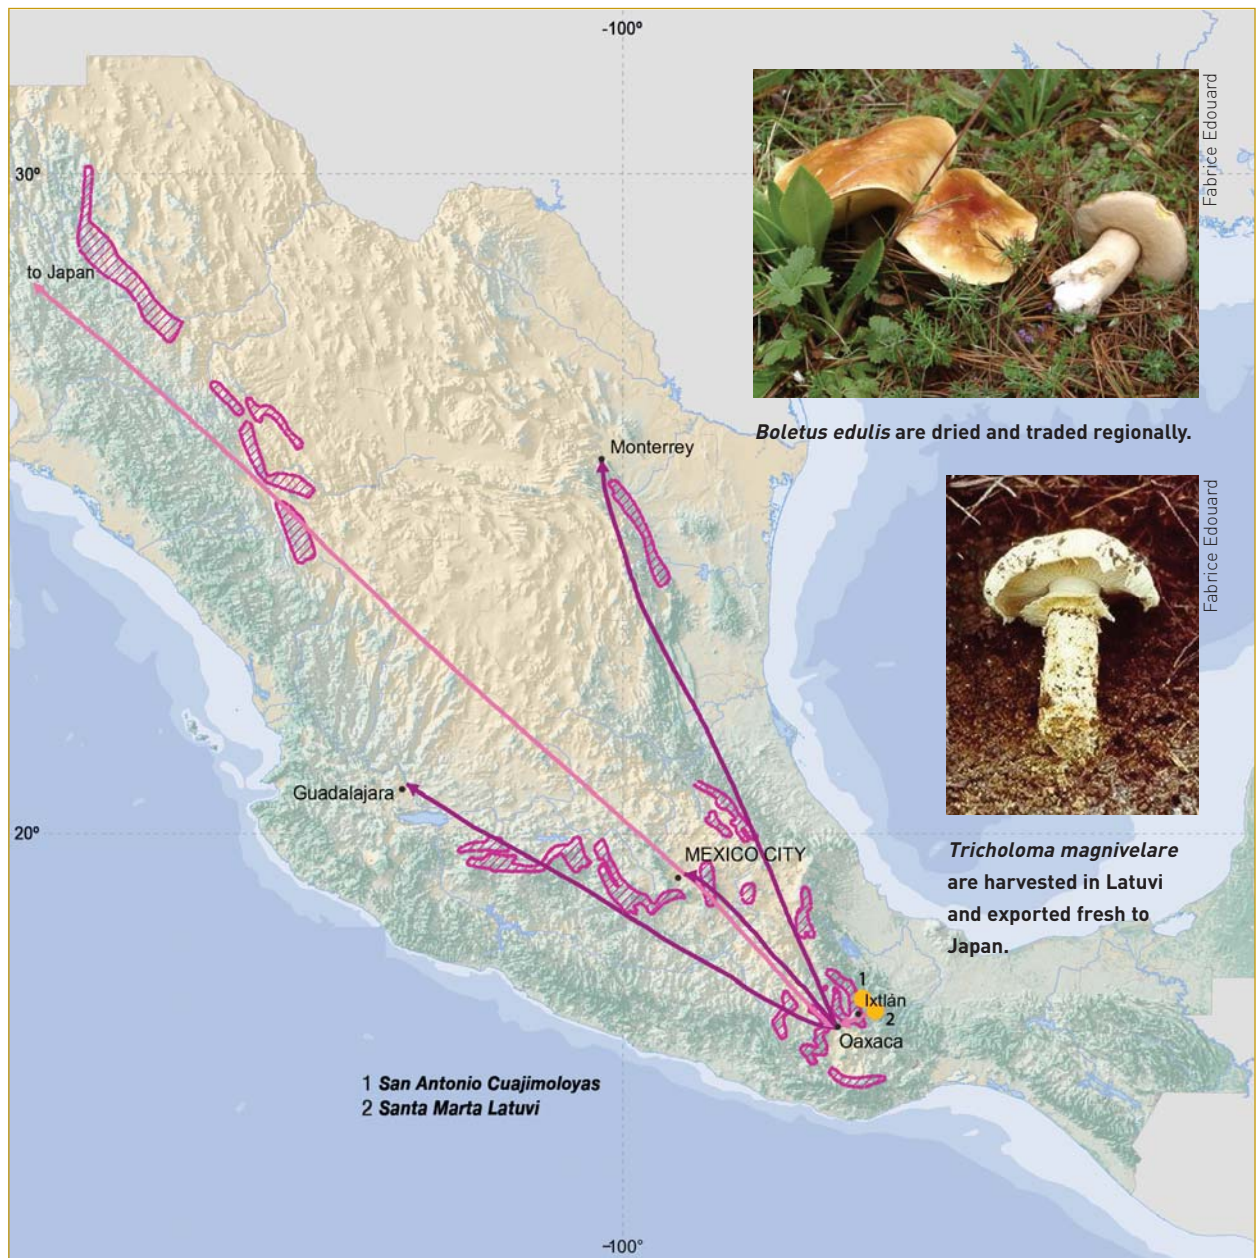 -100°
30°
to Japan
Monterrey
Guadalajara
20°
MEXICO CITY
1
Ixtlán
2
Oaxaca
1 San Antonio Cuajimoloyas
2 Santa Marta Latuvi
-100°
Fabrice Edouard
Boletus edulis are dried and traded regionally.
Fabrice Edouard
Tricholoma magnivelare
are harvested in Latuvi
and exported fresh to
Japan.